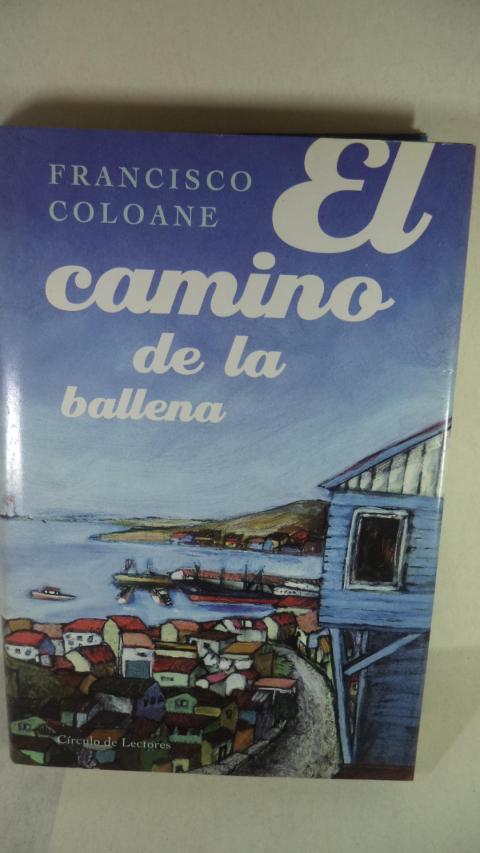 FRANCISCO
COLOANE
El
camino
de la
ballena
Círculo de Lectores